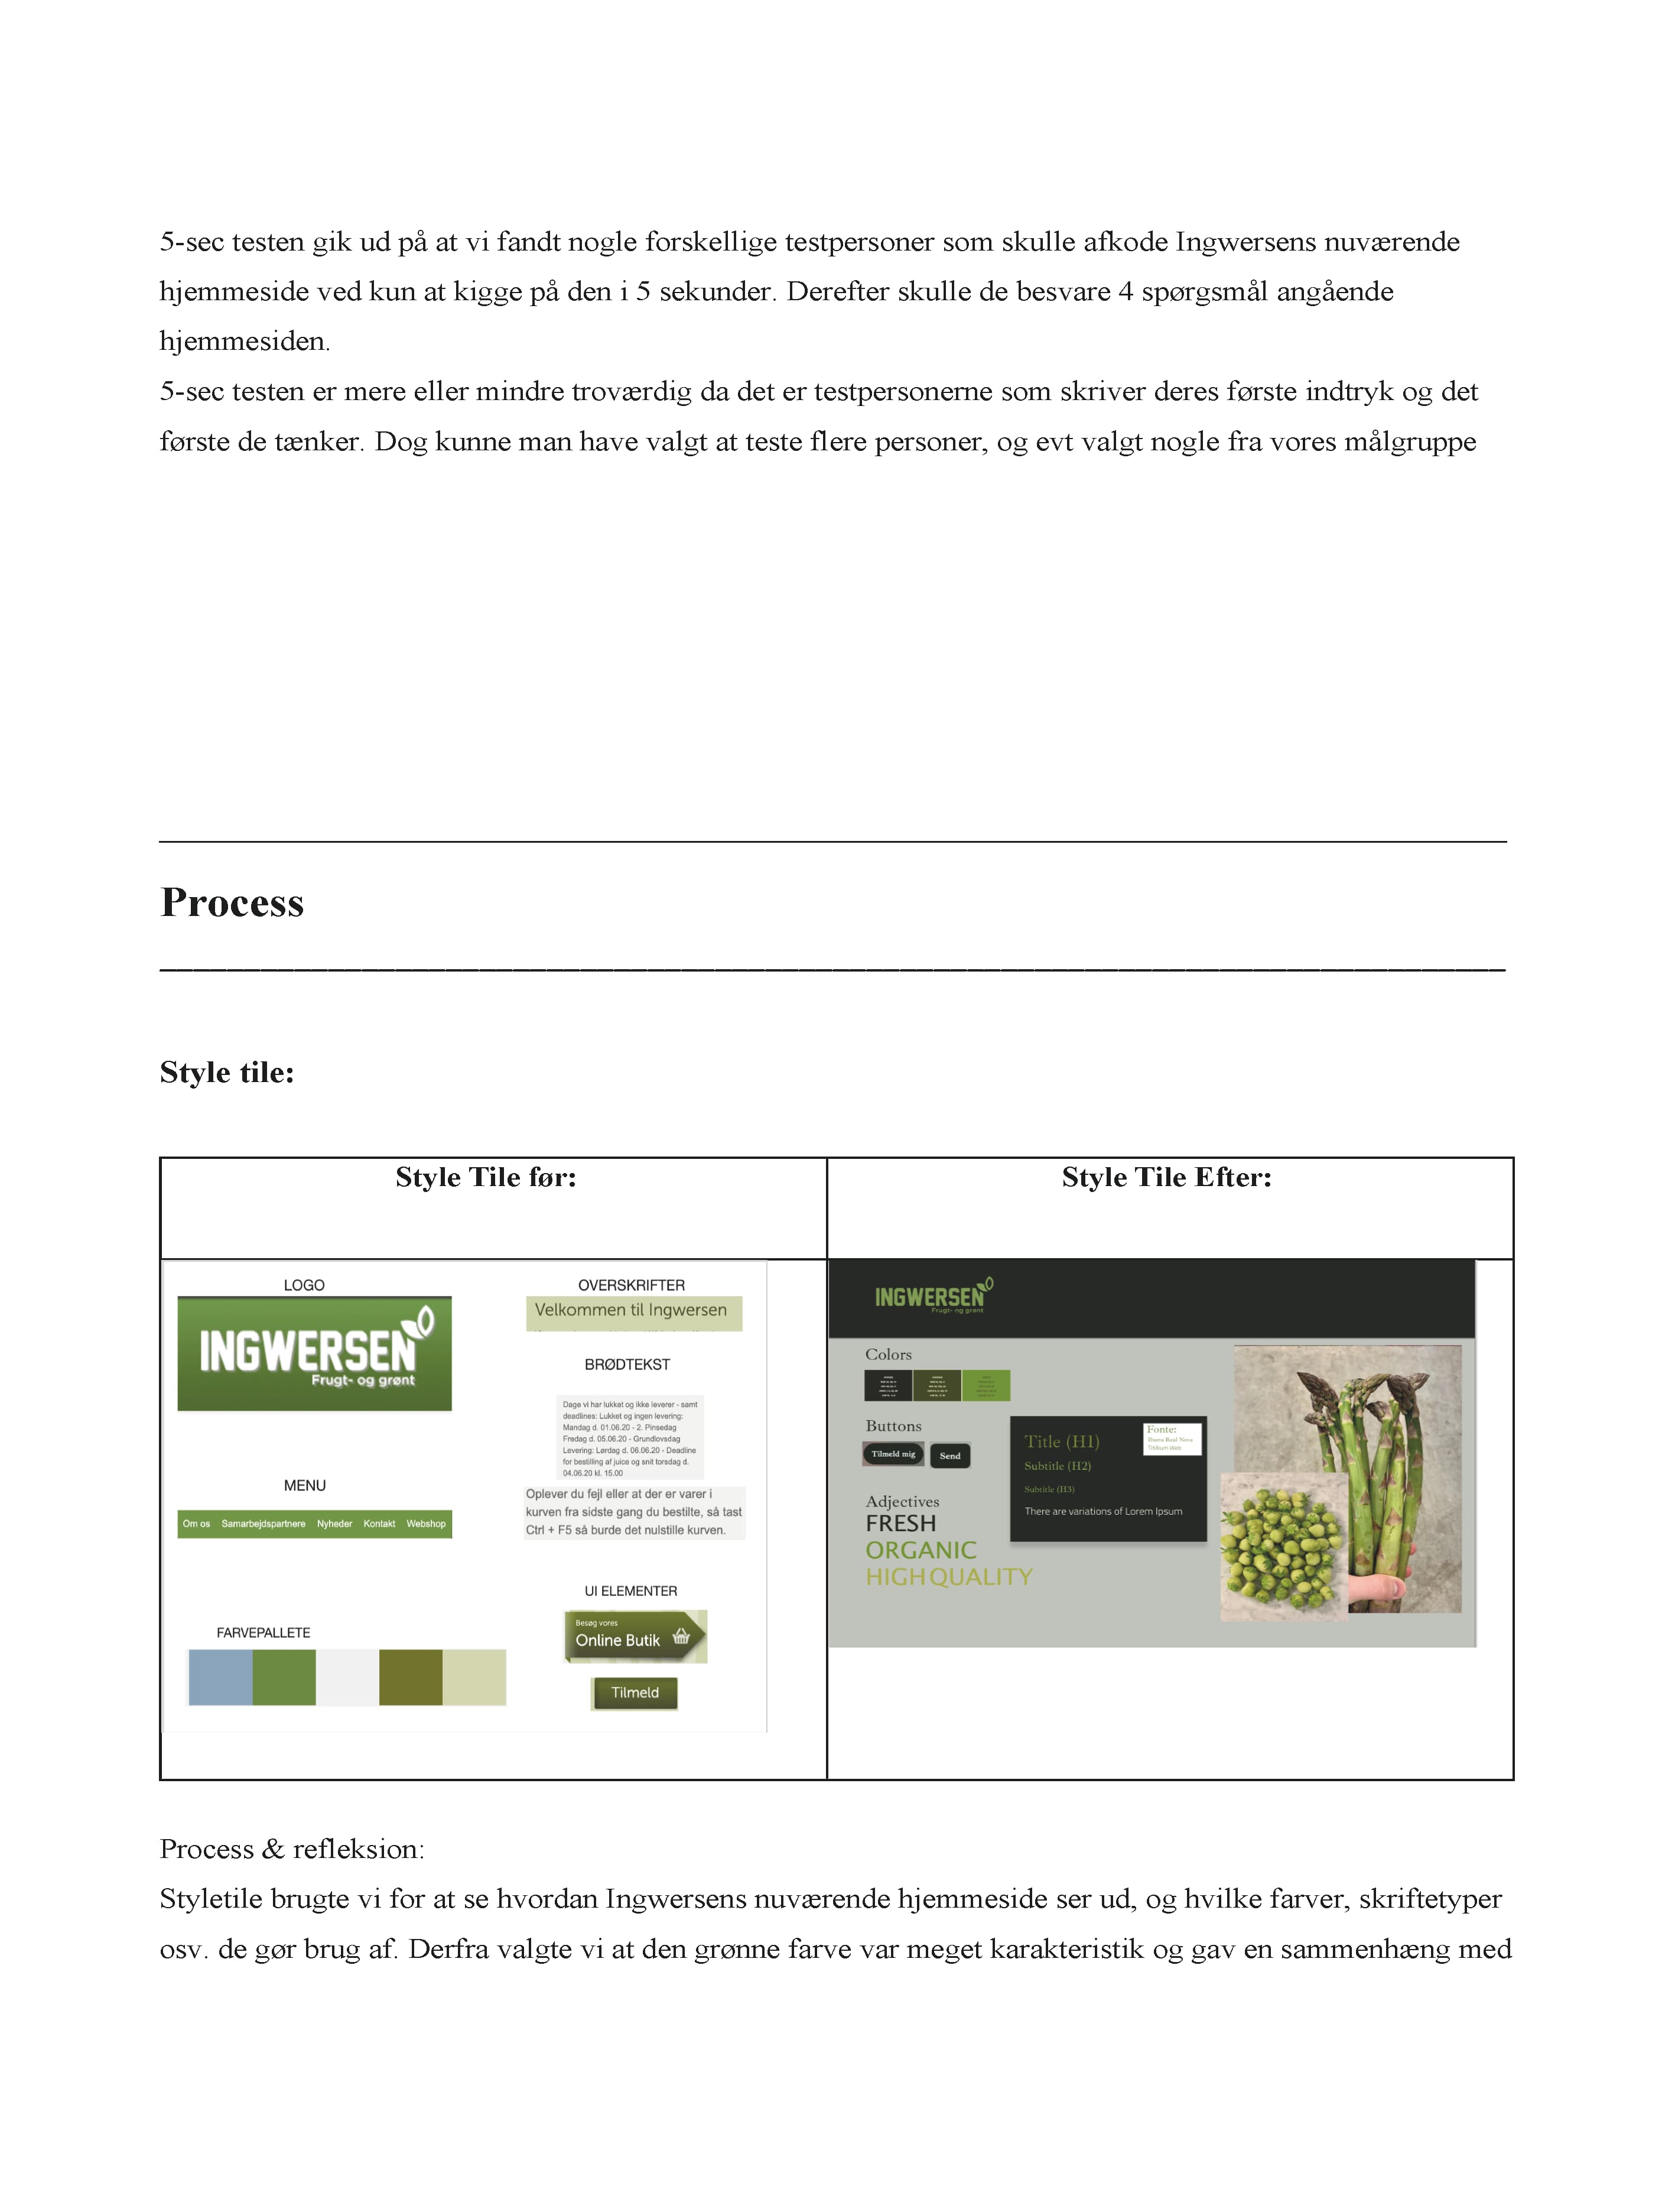 5-sec testen gik ud på at vi fandt nogle forskellige testpersoner som skulle afkode Ingwersens nuværende
hjemmeside ved kun at kigge på den i 5 sekunder. Derefter skulle de besvare 4 spørgsmål angående
hjemmesiden.
5-sec testen er mere eller mindre troværdig da det er testpersonerne som skriver deres første indtryk og det
første de tænker. Dog kunne man have valgt at teste flere personer, og evt valgt nogle fra vores målgruppe
Process
Style tile:
Style Tile før:
LOGO
INGWERSEN
Frugt- og grønt
MENU
Om os Samarbejdspartnere Nyheder Kontakt Webshop
FARVEPALLETE
OVERSKRIFTER
Velkommen til Ingwersen
BRØDTEKST
Dage vi har lukket og ikke leverer - samt
deadlines: Lukket og ingen levering:
Mandag d. 01.06.20 - 2. Pinsedag
Fredag d. 05.06.20 - Grundlovsdag
Levering: Lørdag d. 06.06.20 - Deadline
for bestilling af juice og snit torsdag d.
04.06.20 kl. 15.00
Oplever du fejl eller at der er varer i
kurven fra sidste gang du bestilte, så tast
Ctrl + F5 så burde det nulstille kurven.
UI ELEMENTER
Besøg vores
Online Butik
Tilmeld
Style Tile Efter:
INGWERSEN
Frugt- og grønt
Colors
Buttons
Tilmeld mig
Send
Adjectives
FRESH
ORGANIC
HIGH QUALITY
Title (H1)
Subtitle (H2)
Subtitle (H3)
There are variations of Lorem Ipsum
Fonte:
Ibarra Real Nova
Titillium Web
Process & refleksion:
Styletile brugte vi for at se hvordan Ingwersens nuværende hjemmeside ser ud, og hvilke farver, skriftetyper
osv. de gør brug af. Derfra valgte vi at den grønne farve var meget karakteristik og gav en sammenhæng med